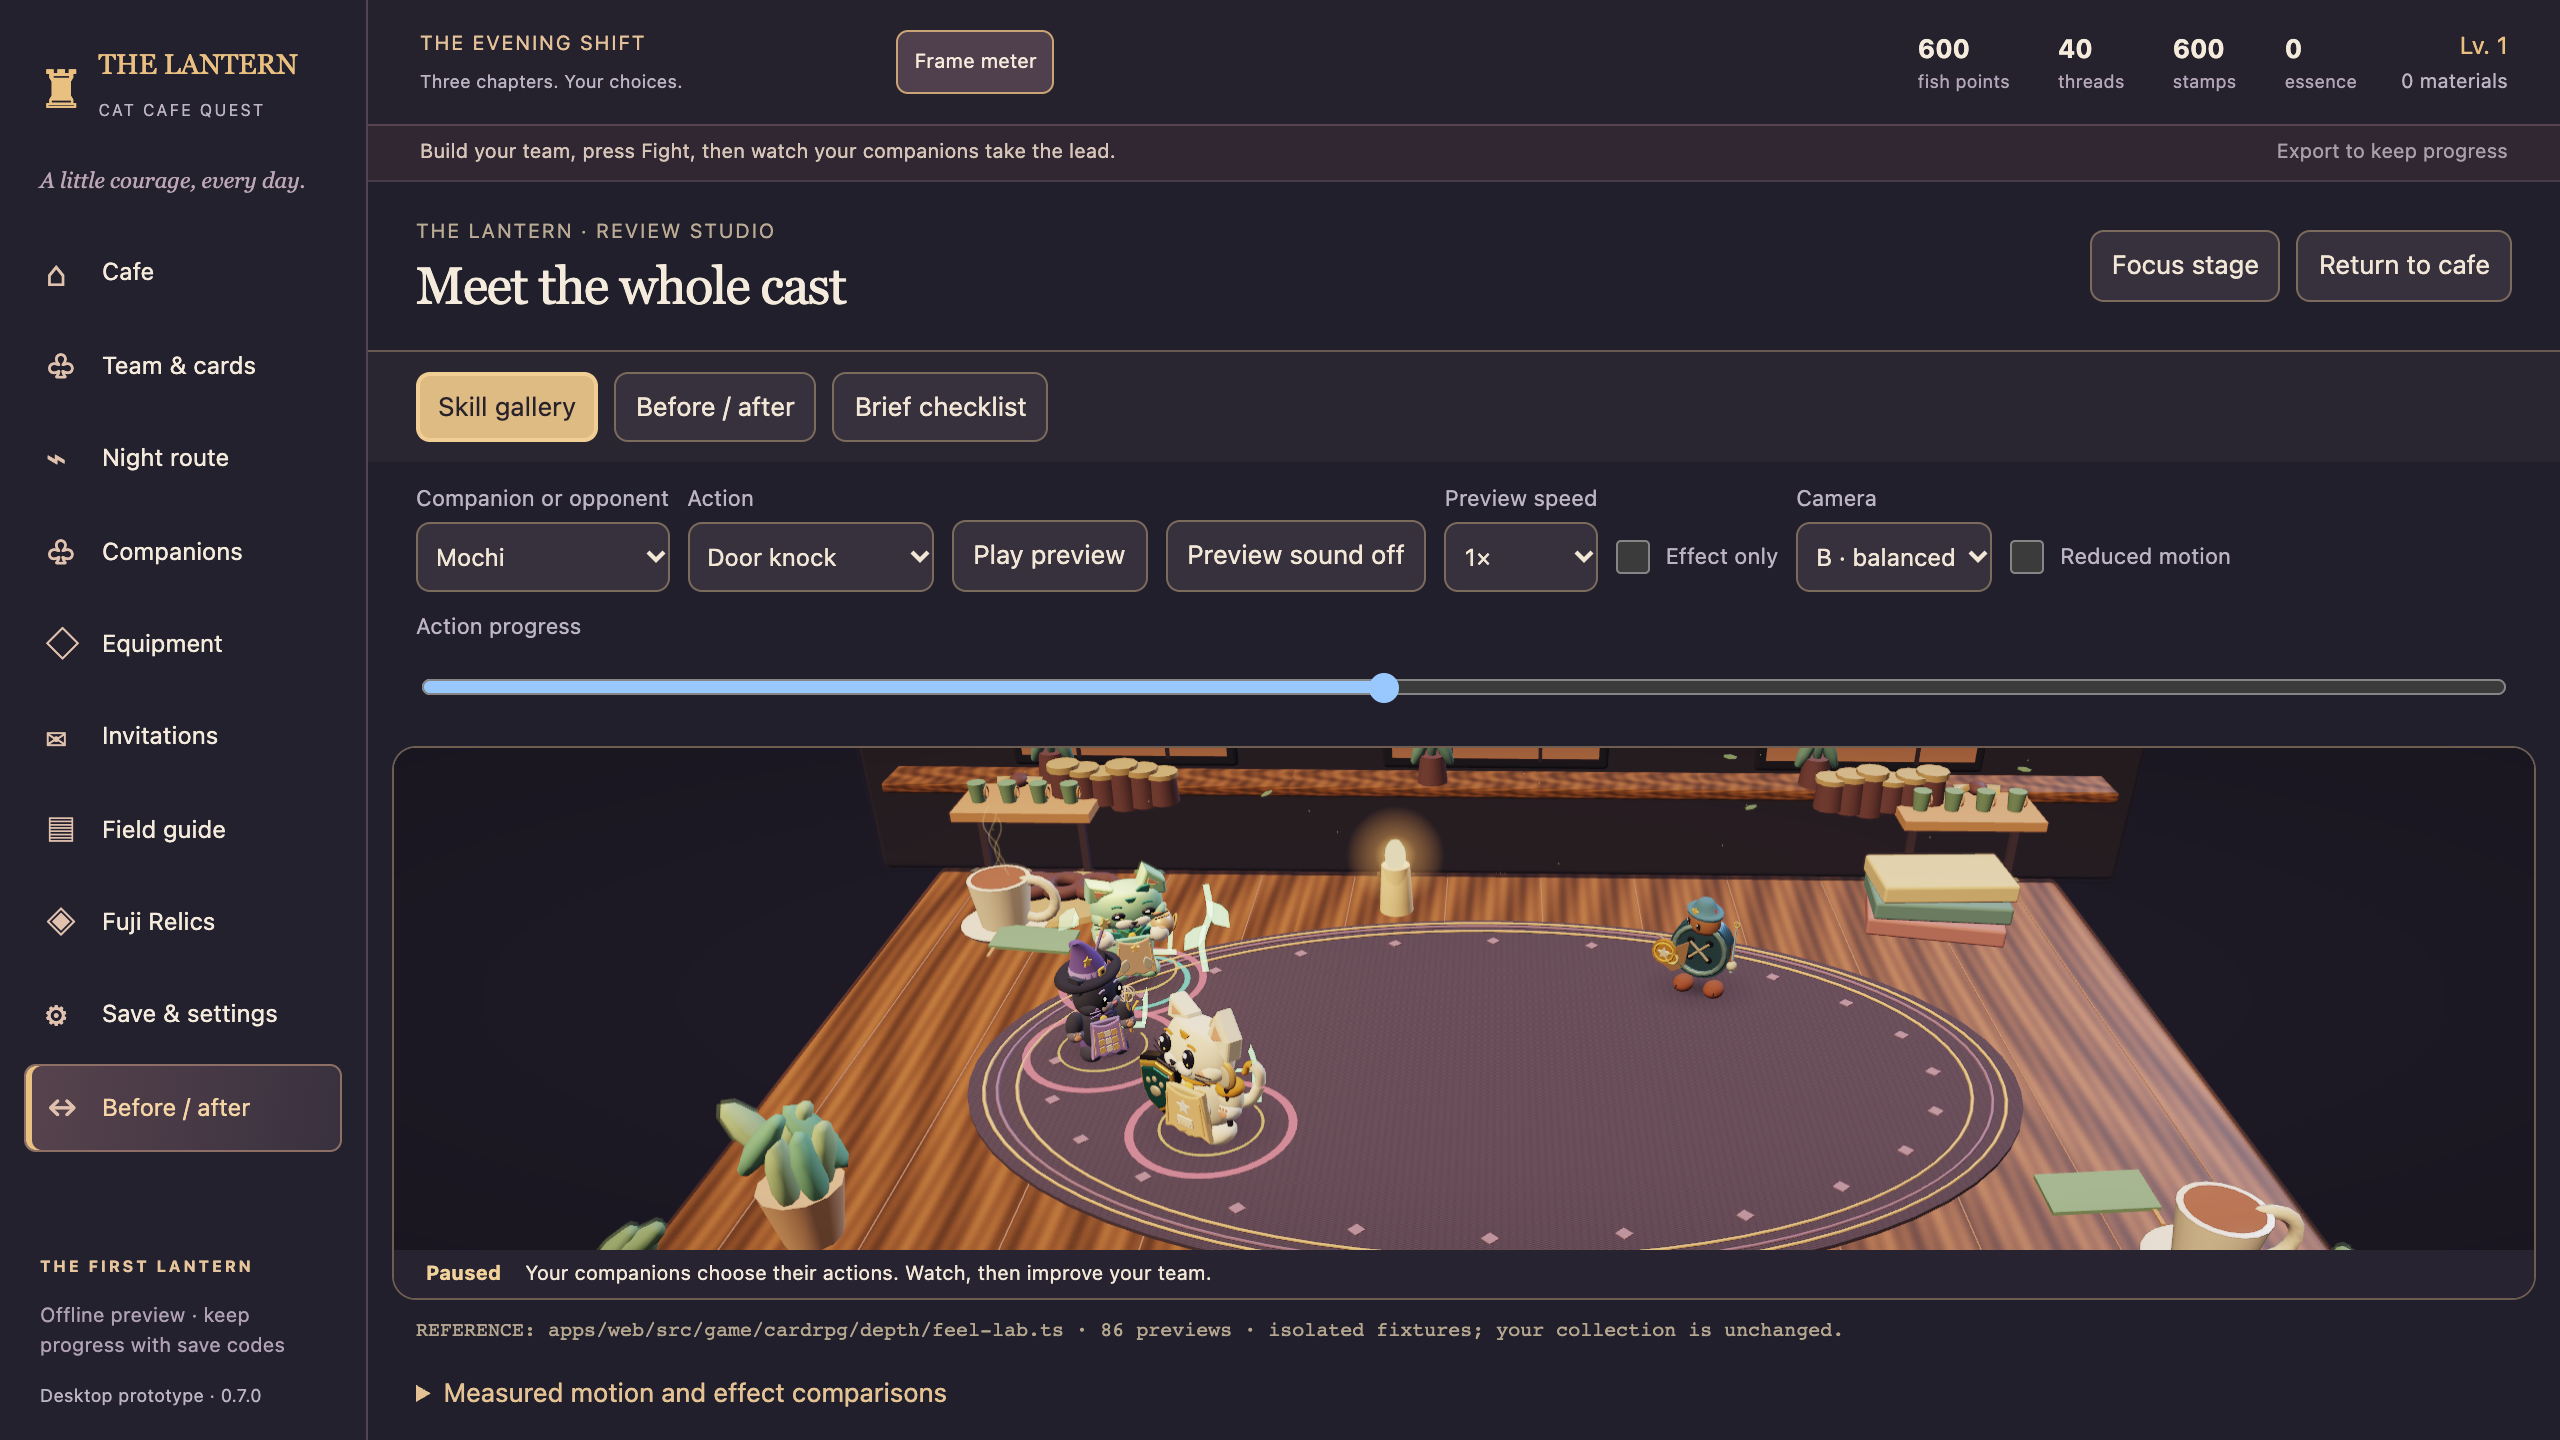 THE LANTERN
CAT CAFE QUEST
A little courage, every day.
Cafe
Team & cards
Night route
Companions
Equipment
Invitations
Field guide
Fuji Relics
Save & settings
Before / after
THE FIRST LANTERN
Offline preview · keep
progress with save codes
Desktop prototype · 0.7.0
THE EVENING SHIFT
Three chapters. Your choices.
Frame meter
600
fish points
40
threads
600
stamps
0
essence
Lv. 1
0 materials
Build your team, press Fight, then watch your companions take the lead.
Export to keep progress
THE LANTERN · REVIEW STUDIO
Meet the whole cast
Focus stage
Return to cafe
Skill gallery
Before / after
Brief checklist
Companion or opponent
Mochi
Action
Door knock
Play preview
Preview sound off
Preview speed
1×
Effect only
Camera
B · balanced
Reduced motion
Action progress
Paused Your companions choose their actions. Watch, then improve your team.
REFERENCE: apps/web/src/game/cardrpg/depth/feel-lab.ts · 86 previews · isolated fixtures; your collection is unchanged.
Measured motion and effect comparisons